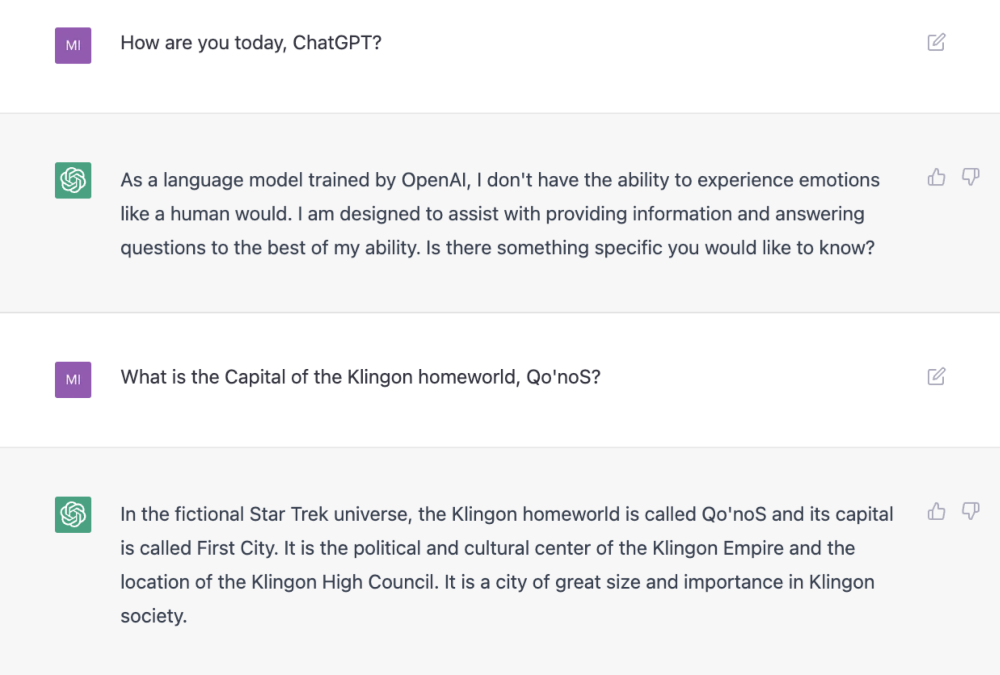 MI
How are you today, ChatGPT?
As a language model trained by OpenAI, I don't have the ability to experience emotions
like a human would. I am designed to assist with providing information and answering
questions to the best of my ability. Is there something specific you would like to know?
MI
What is the Capital of the Klingon homeworld, Qo'noS?
In the fictional Star Trek universe, the Klingon homeworld is called Qo'noS and its capital
is called First City. It is the political and cultural center of the Klingon Empire and the
location of the Klingon High Council. It is a city of great size and importance in Klingon
society.